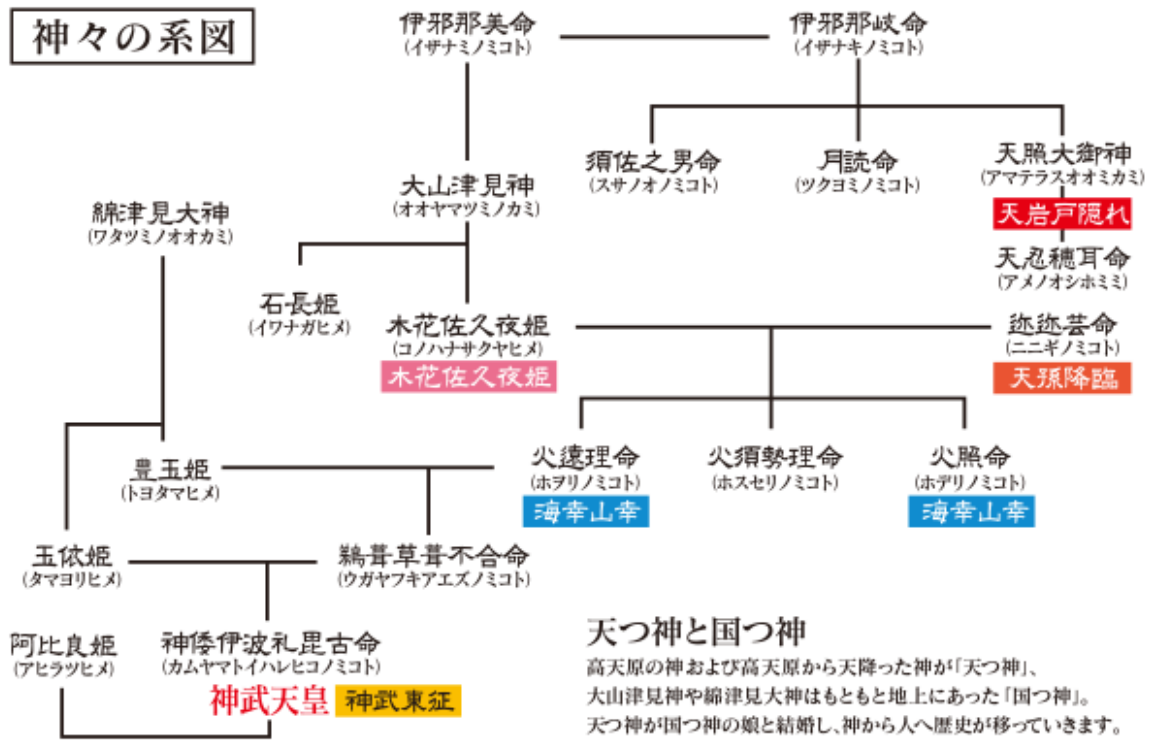 神々の系図
伊邪那美命
(イザナミノミコト)
伊邪那岐命
(イザナキノミコト)
須佐之男命
(スサノオノミコト)
月読命
(ツクヨミノミコト)
天照大御神
(アマテラスオオミカミ)
天岩戸隠れ
大山津見神
(オオヤマツミノカミ)
綿津見大神
(ワタツミノオオカミ)
天忍穂耳命
(アメノオシホミミ)
石長姫
(イワナガヒメ)
木花佐久夜姫
(コノハナサクヤヒメ)
木花佐久夜姫
迩迩芸命
(ニニギノミコト)
天孫降臨
豊玉姫
(トヨタマヒメ)
火遠理命
(ホヲリノミコト)
海幸山幸
火須勢理命
(ホスセリノミコト)
火照命
(ホデリノミコト)
海幸山幸
玉依姫
(タマヨリヒメ)
鵜葺草葺不合命
(ウガヤフキアエズノミコト)
阿比良姫
(アヒラツヒメ)
神倭伊波礼毘古命
(カムヤマトイハレヒコノミコト)
神武天皇 神武東征
天つ神と国つ神
高天原の神および高天原から天降った神が「天つ神」、
大山津見神や綿津見大神はもともと地上にあった「国つ神」。
天つ神が国つ神の娘と結婚し、神から人へ歴史が移っていきます。